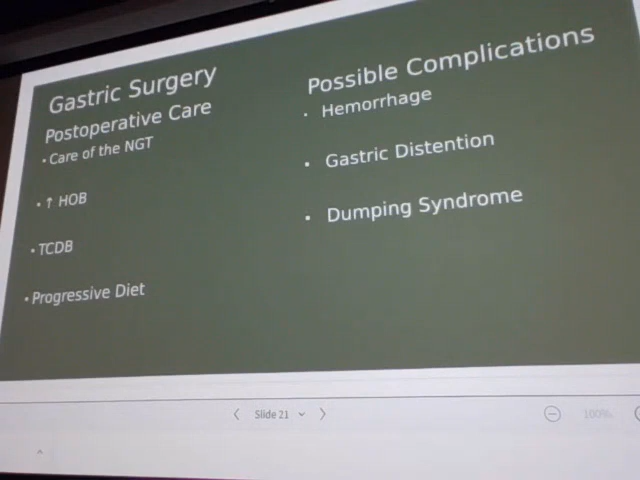 Gastric Surgery
Postoperative Care
• Care of the NGT
• ↑ HOB
• TCDB
• Progressive Diet
Possible Complications
• Hemorrhage
• Gastric Distention
• Dumping Syndrome
Slide 21
100%